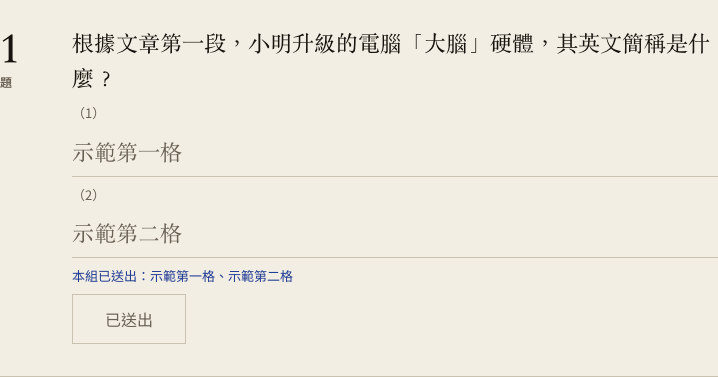 1
題
根據文章第一段，小明升級的電腦「大腦」硬體，其英文簡稱是什
麼？
（1）
示範第一格
（2）
示範第二格
本組已送出：示範第一格、示範第二格
已送出